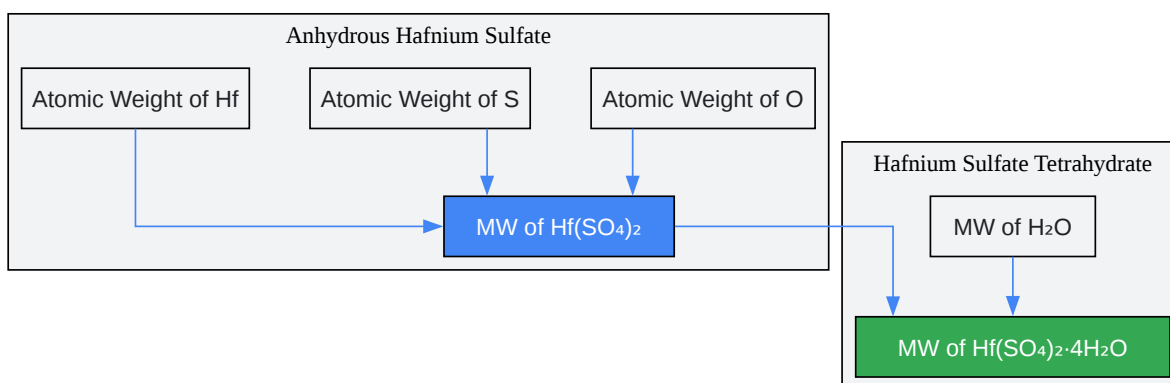 Anhydrous Hafnium Sulfate
Atomic Weight of Hf
Atomic Weight of S
Atomic Weight of O
MW of Hf(SO₄)₂
Hafnium Sulfate Tetrahydrate
MW of H₂O
MW of Hf(SO₄)₂·4H₂O